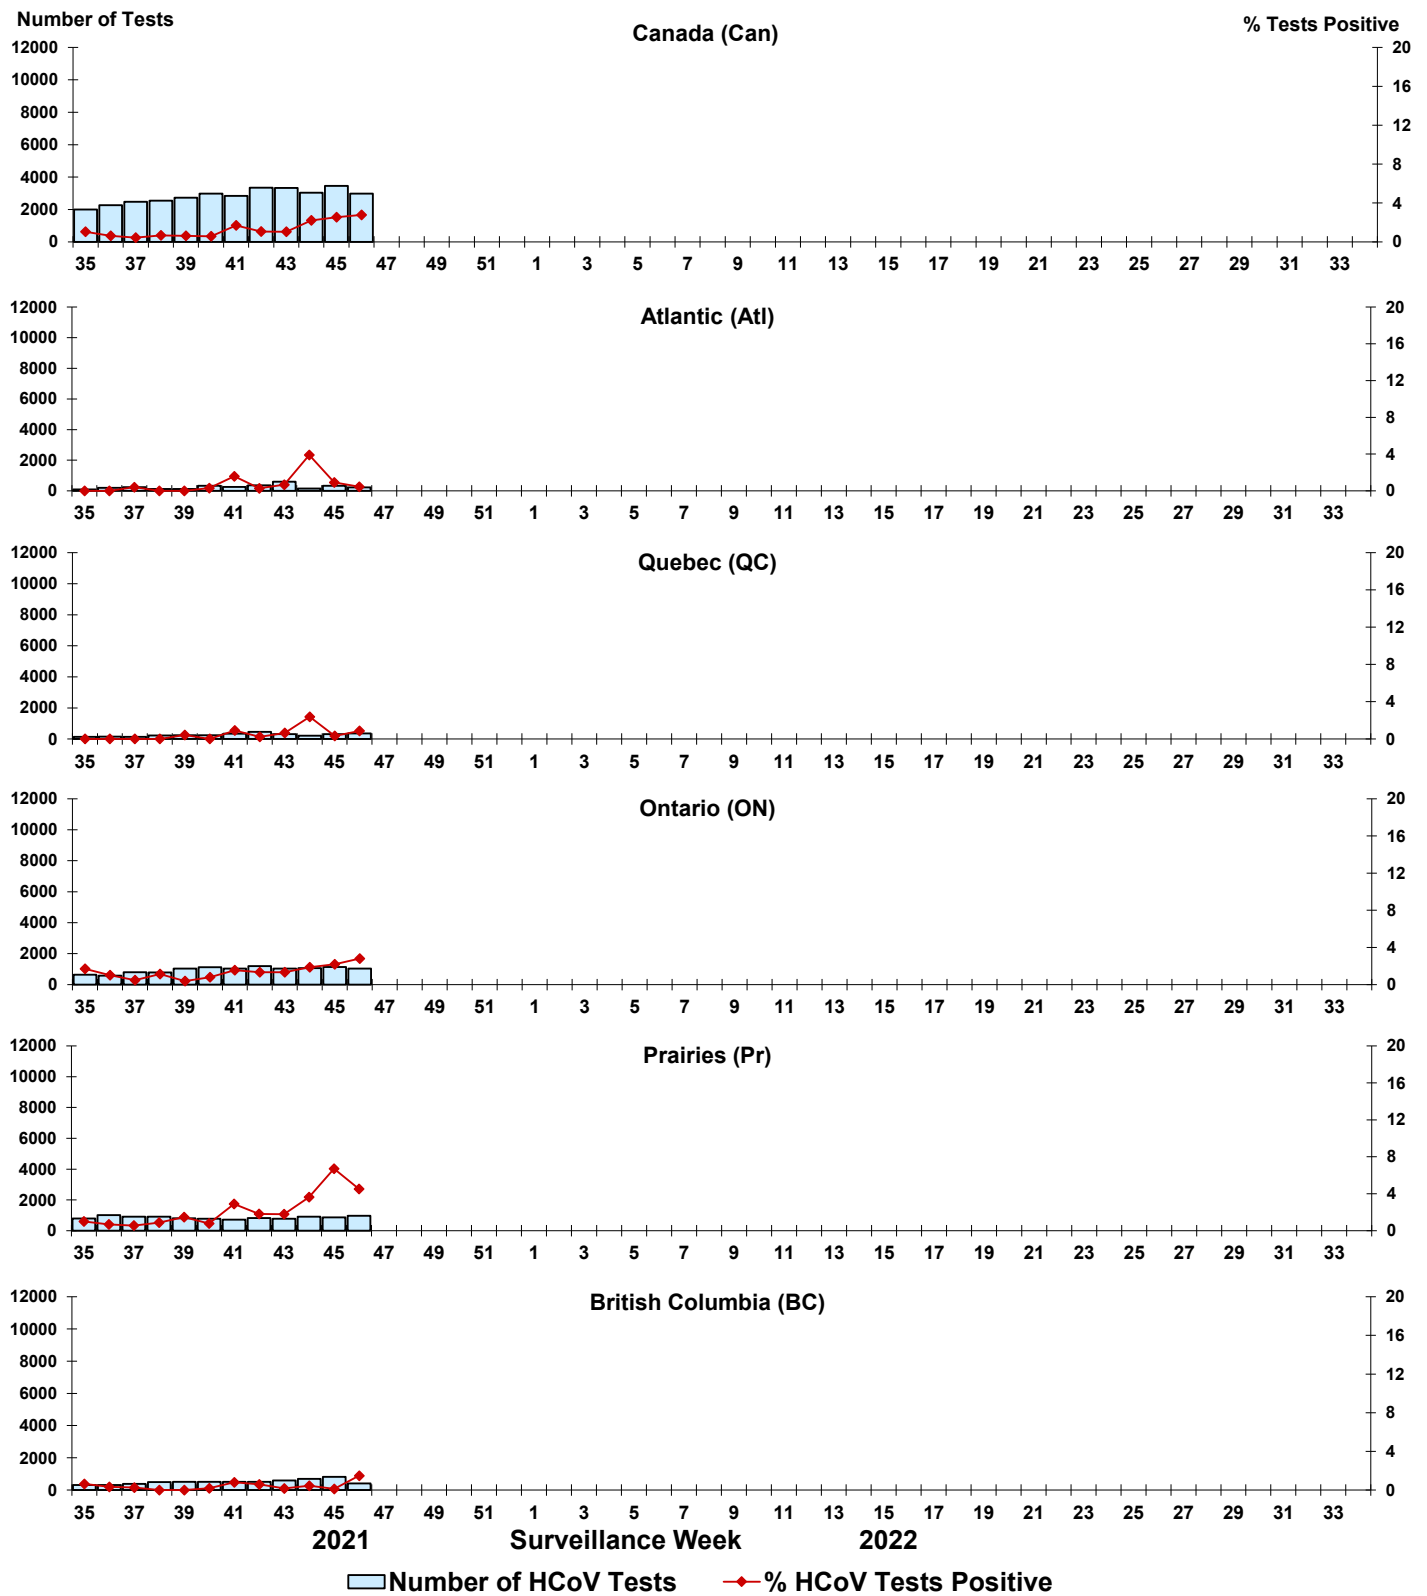 Number of Tests
Canada (Can)
% Tests Positive
12000 20
10000 16
8000 12
6000 8
4000 4
2000
0 0
35 37 39 41 43 45 47 49 51 1 3 5 7 9 11 13 15 17 19 21 23 25 27 29 31 33
Atlantic (Atl)
12000 20
10000 16
8000 12
6000 8
4000 4
2000
0 0
35 37 39 41 43 45 47 49 51 1 3 5 7 9 11 13 15 17 19 21 23 25 27 29 31 33
Quebec (QC)
12000 20
10000 16
8000 12
6000 8
4000 4
2000
0 0
35 37 39 41 43 45 47 49 51 1 3 5 7 9 11 13 15 17 19 21 23 25 27 29 31 33
Ontario (ON)
12000 20
10000 16
8000 12
6000 8
4000 4
2000
0 0
35 37 39 41 43 45 47 49 51 1 3 5 7 9 11 13 15 17 19 21 23 25 27 29 31 33
Prairies (Pr)
12000 20
10000 16
8000 12
6000 8
4000 4
2000
0 0
35 37 39 41 43 45 47 49 51 1 3 5 7 9 11 13 15 17 19 21 23 25 27 29 31 33
British Columbia (BC)
12000 20
10000 16
8000 12
6000 8
4000 4
2000
0 0
35 37 39 41 43 45 47 49 51 1 3 5 7 9 11 13 15 17 19 21 23 25 27 29 31 33
2021 Surveillance Week 2022
Number of HCoV Tests % HCoV Tests Positive